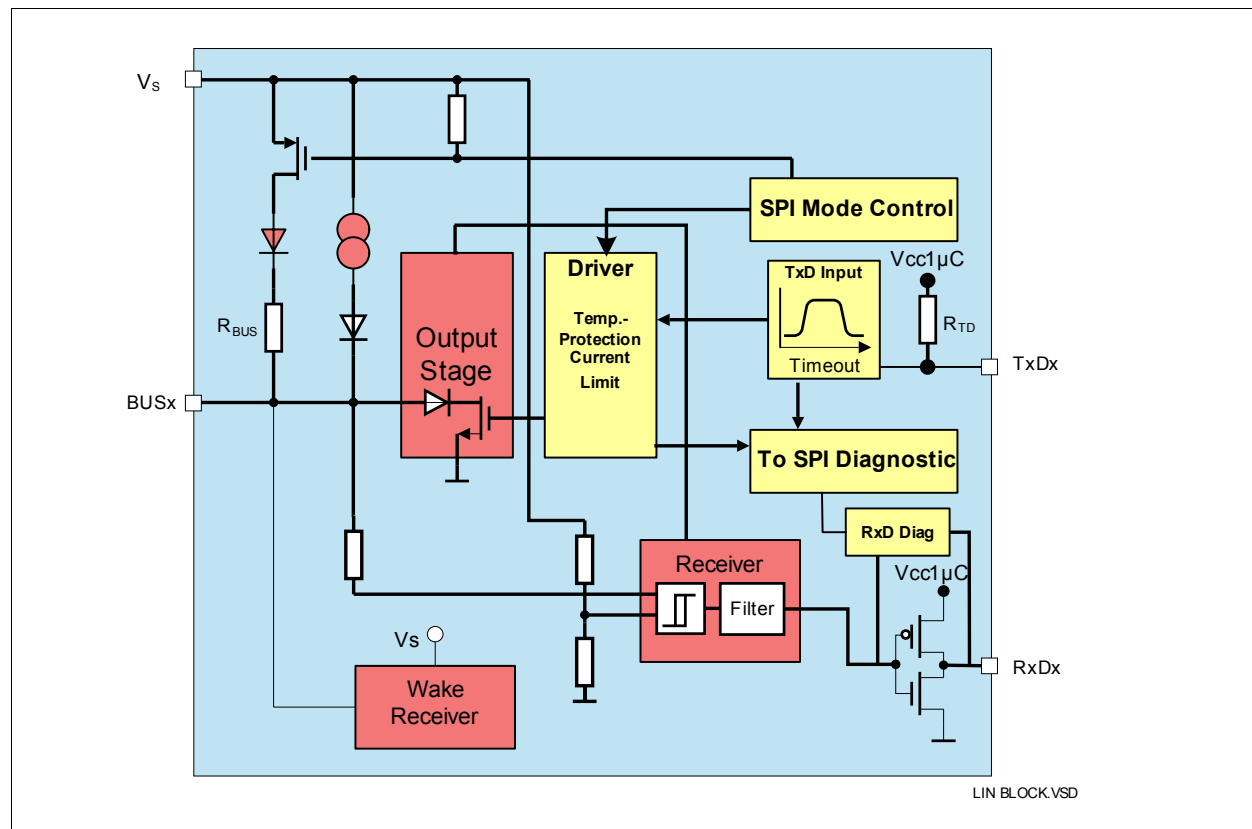 VS
SPI Mode Control
Vcc1µC
Driver
TxD Input
RBUS
Temp.-
Protection
Current
Limit
RTD
Output
Stage
Timeout
TxDx
BUSx
To SPI Diagnostic
RxD Diag
Receiver
Vcc1µC
Filter
Vs
RxDx
Wake
Receiver
LIN BLOCK.VSD